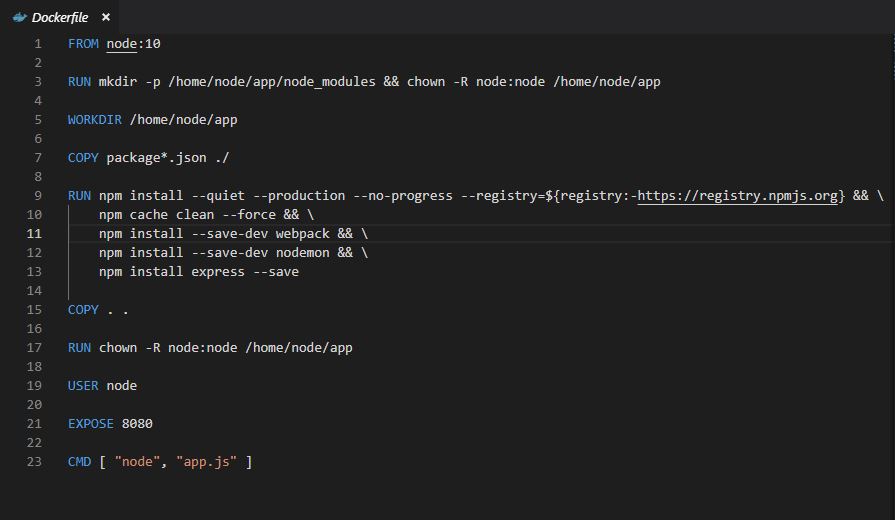 Dockerfile ×
1 FROM node:10
2
3 RUN mkdir -p /home/node/app/node_modules && chown -R node:node /home/node/app
4
5 WORKDIR /home/node/app
6
7 COPY package*.json ./
8
9 RUN npm install --quiet --production --no-progress --registry=${registry:-https://registry.npmjs.org} && \
10     npm cache clean --force && \
11     npm install --save-dev webpack && \
12     npm install --save-dev nodemon && \
13     npm install express --save
14
15 COPY . .
16
17 RUN chown -R node:node /home/node/app
18
19 USER node
20
21 EXPOSE 8080
22
23 CMD [ "node", "app.js" ]